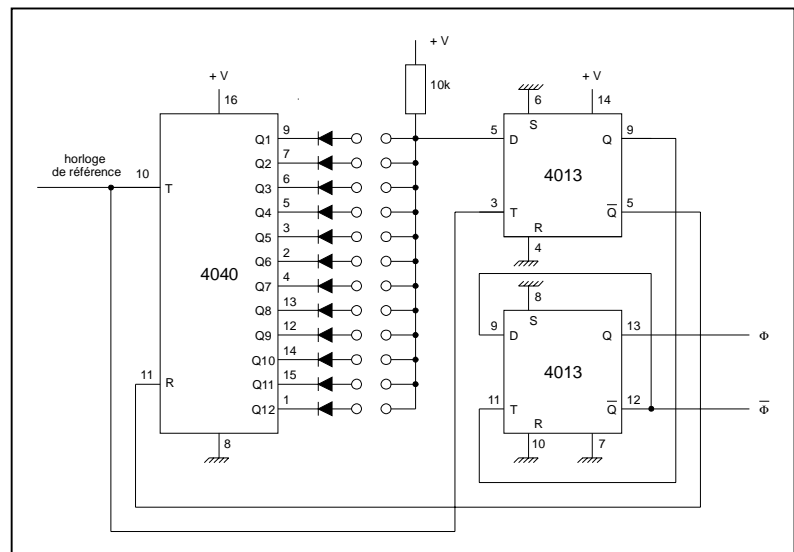 + V
10k
+ V
16
+ V
14
6
S
9
Q1
7
Q2
6
Q3
5
Q4
3
Q5
2
Q6
4
Q7
13
Q8
12
Q9
14
Q10
15
Q11
1
Q12
horloge
de référence
10
T
4040
11
R
8
5
D
9
Q
4013
3
T
5
Q̅
R
4
8
S
9
D
13
Q
Φ
4013
11
T
12
Q̅
Φ̅
R
10
7